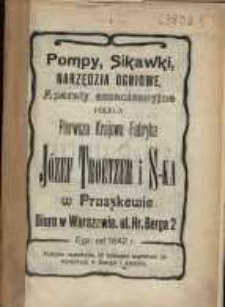 Pompy, Sikawki,
NARZĘDZIA OGNIOWE,
Aparaty asenizacyjne
POLECA
Pierwsza Krajowa Fabryka
JÓZEF TROETZER i S-KA
w Pruszkowie
Biuro w Warszawie, ul. Hr. Berga 2
Egz. od 1842 r.